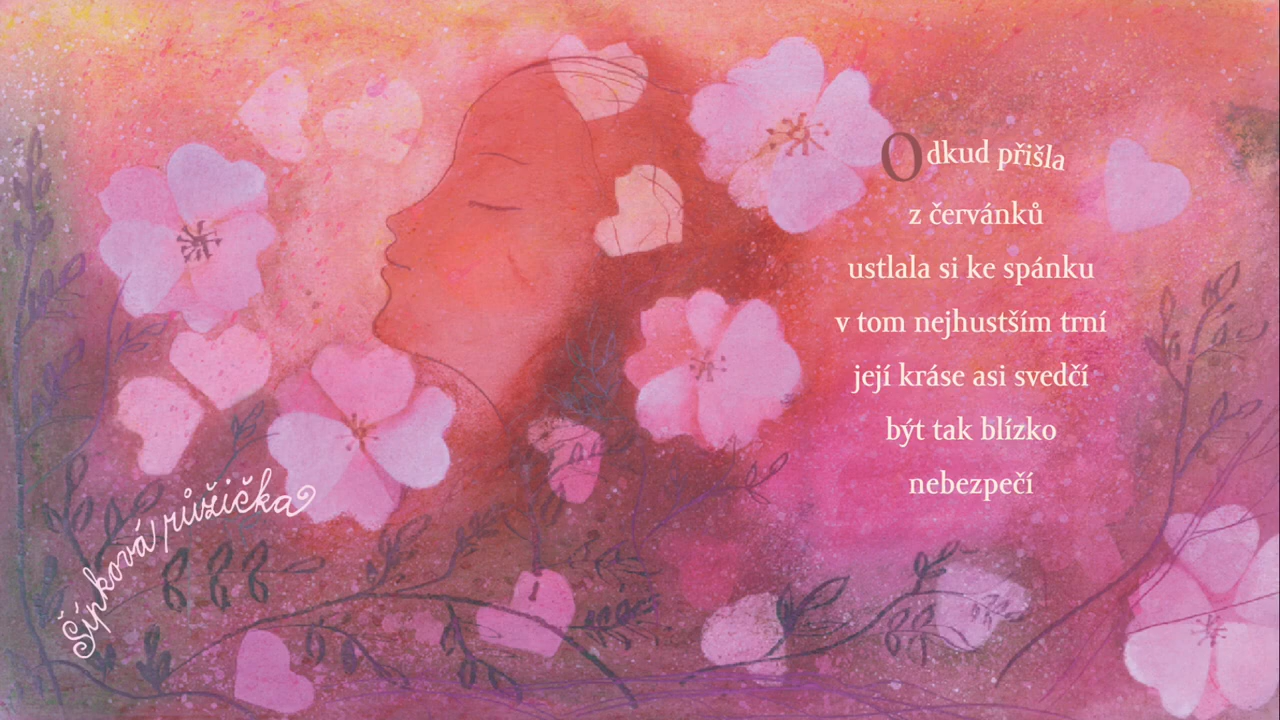 Odkud přišla
z červánků
ustlala si ke spánku
v tom nejhustším trní
její kráse asi svedčí
být tak blízko
nebezpečí
Šípková růžička